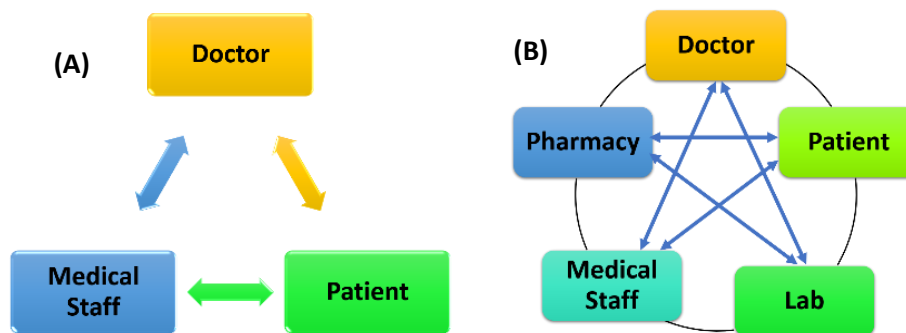 (A)
Doctor
Medical
Staff
Patient
(B)
Doctor
Pharmacy
Patient
Medical
Staff
Lab